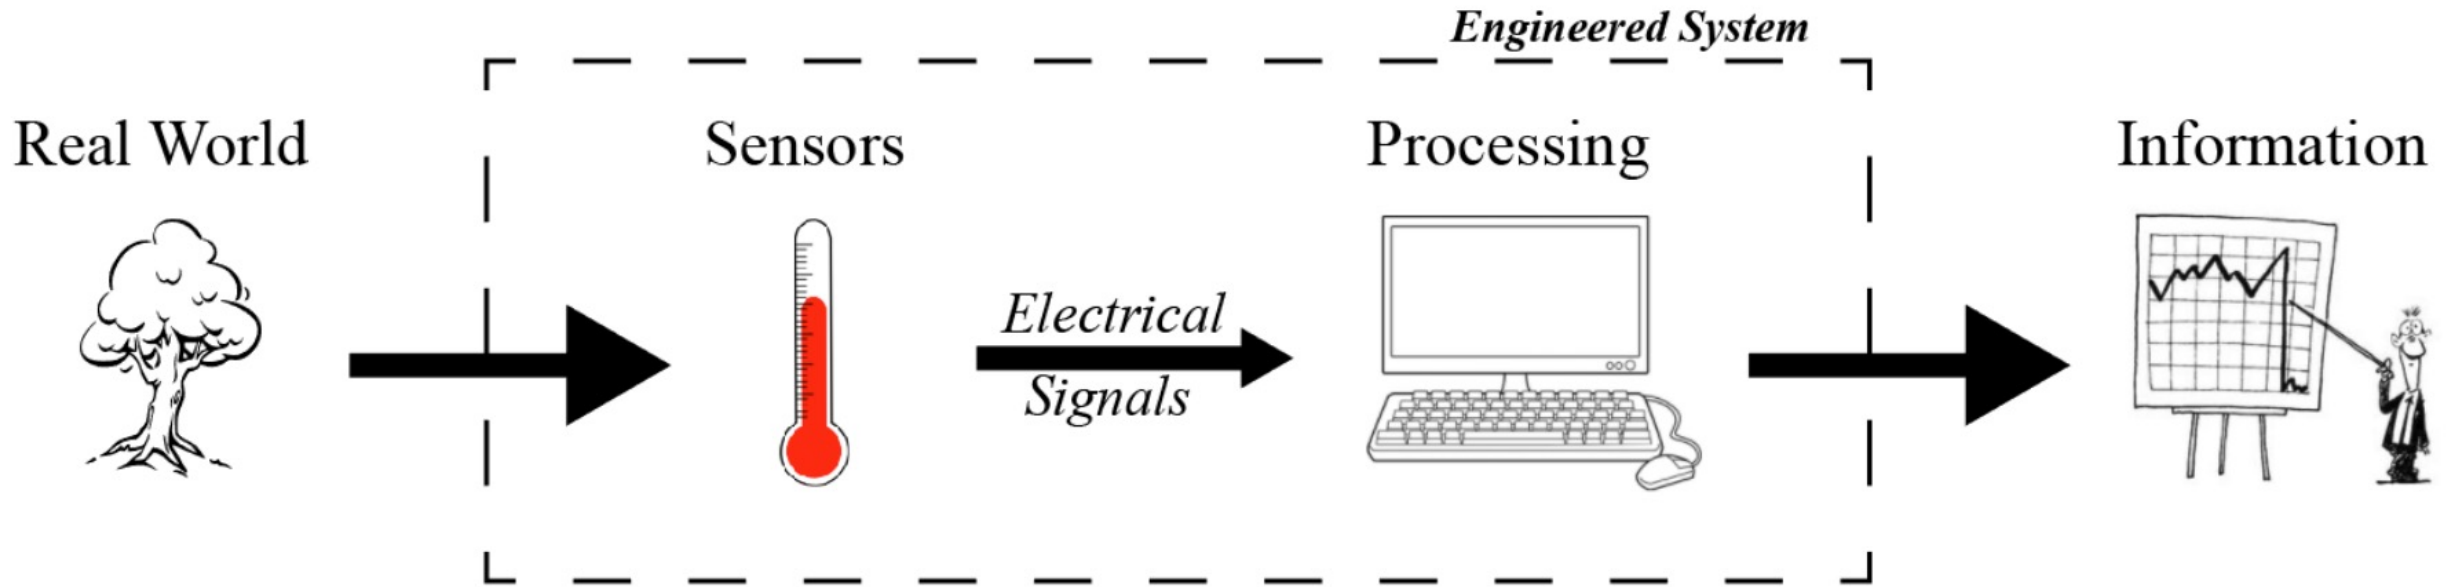 Engineered System
Real World
Sensors
Processing
Information
Electrical
Signals